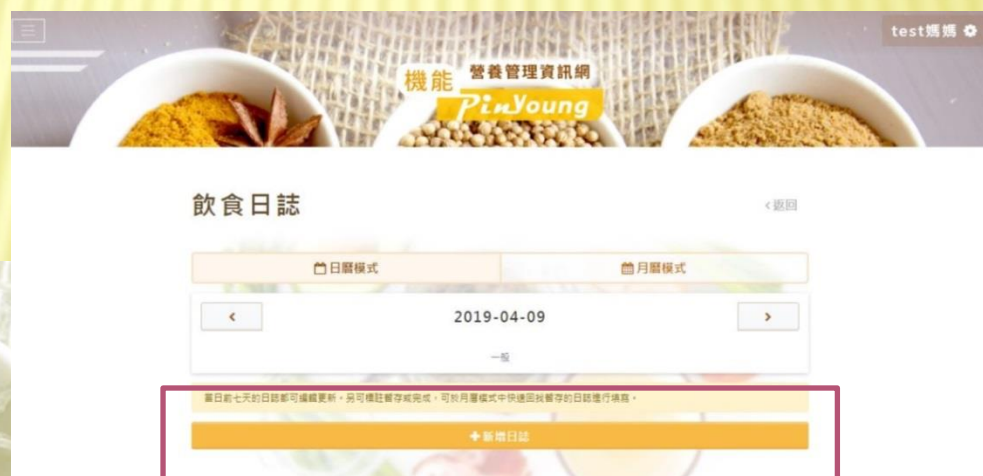 test媽媽
機能 營養管理資訊網
PinYoung
飲食日誌
<返回
日曆模式
月曆模式
2019-04-09
一般
當日前七天的日誌都可編輯更新，另可標註暫存或完成，可於月曆模式中快速回找暫存的日誌進行填寫。
+新增日誌